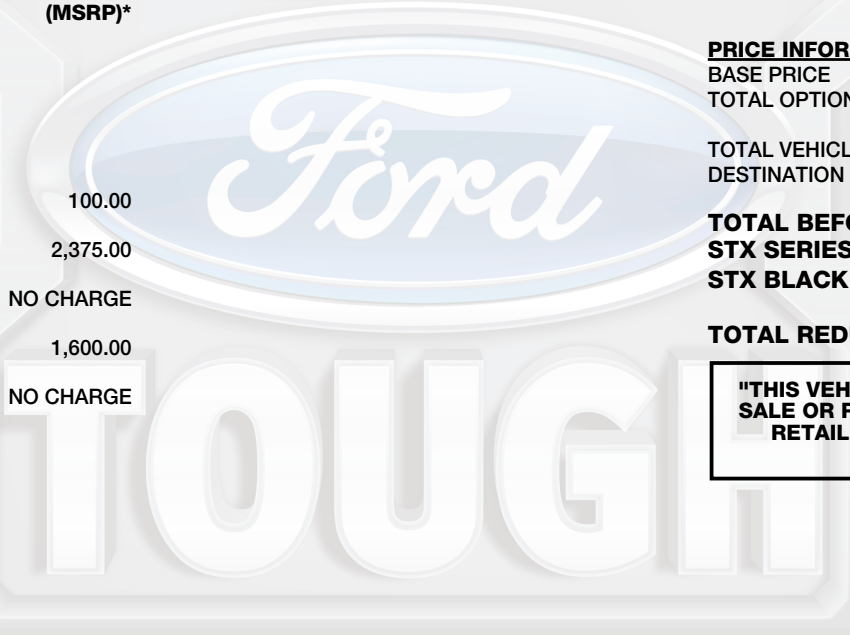 (MSRP)*
100.00
2,375.00
NO CHARGE
1,600.00
NO CHARGE
Ford
TOUGH
PRICE INFOR
BASE PRICE
TOTAL OPTION
TOTAL VEHICL
DESTINATION
TOTAL BEFO
STX SERIES
STX BLACK
TOTAL RED
"THIS VEH
SALE OR F
RETAIL